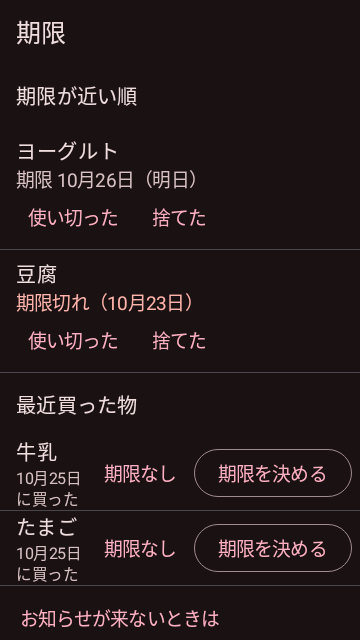 期限
期限が近い順
ヨーグルト
期限 10月26日（明日）
使い切った 捨てた
豆腐
期限切れ（10月23日）
使い切った 捨てた
最近買った物
牛乳
10月25日
に買った
期限なし 期限を決める
たまご
10月25日
に買った
期限なし 期限を決める
お知らせが来ないときは